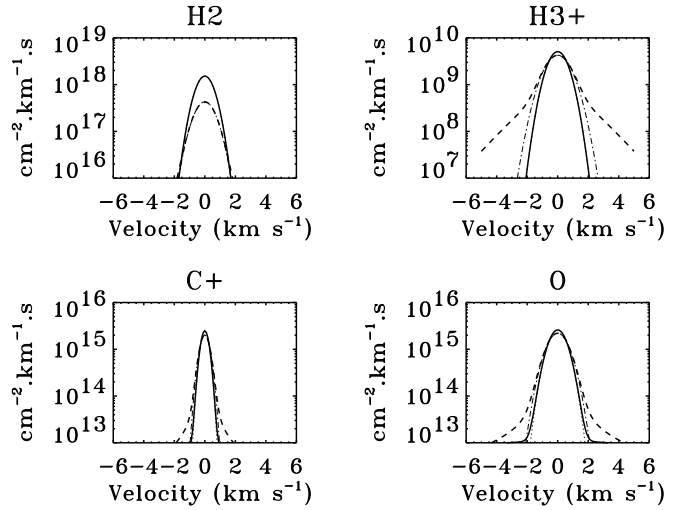 H2
H3+
10^19
10^18
10^17
10^16
cm^-2.km^-1.s
-6 -4 -2 0 2 4 6
Velocity (km s^-1)
10^10
10^9
10^8
10^7
cm^-2.km^-1.s
-6 -4 -2 0 2 4 6
Velocity (km s^-1)
C+
O
10^16
10^15
10^14
10^13
cm^-2.km^-1.s
-6 -4 -2 0 2 4 6
Velocity (km s^-1)
10^16
10^15
10^14
10^13
cm^-2.km^-1.s
-6 -4 -2 0 2 4 6
Velocity (km s^-1)